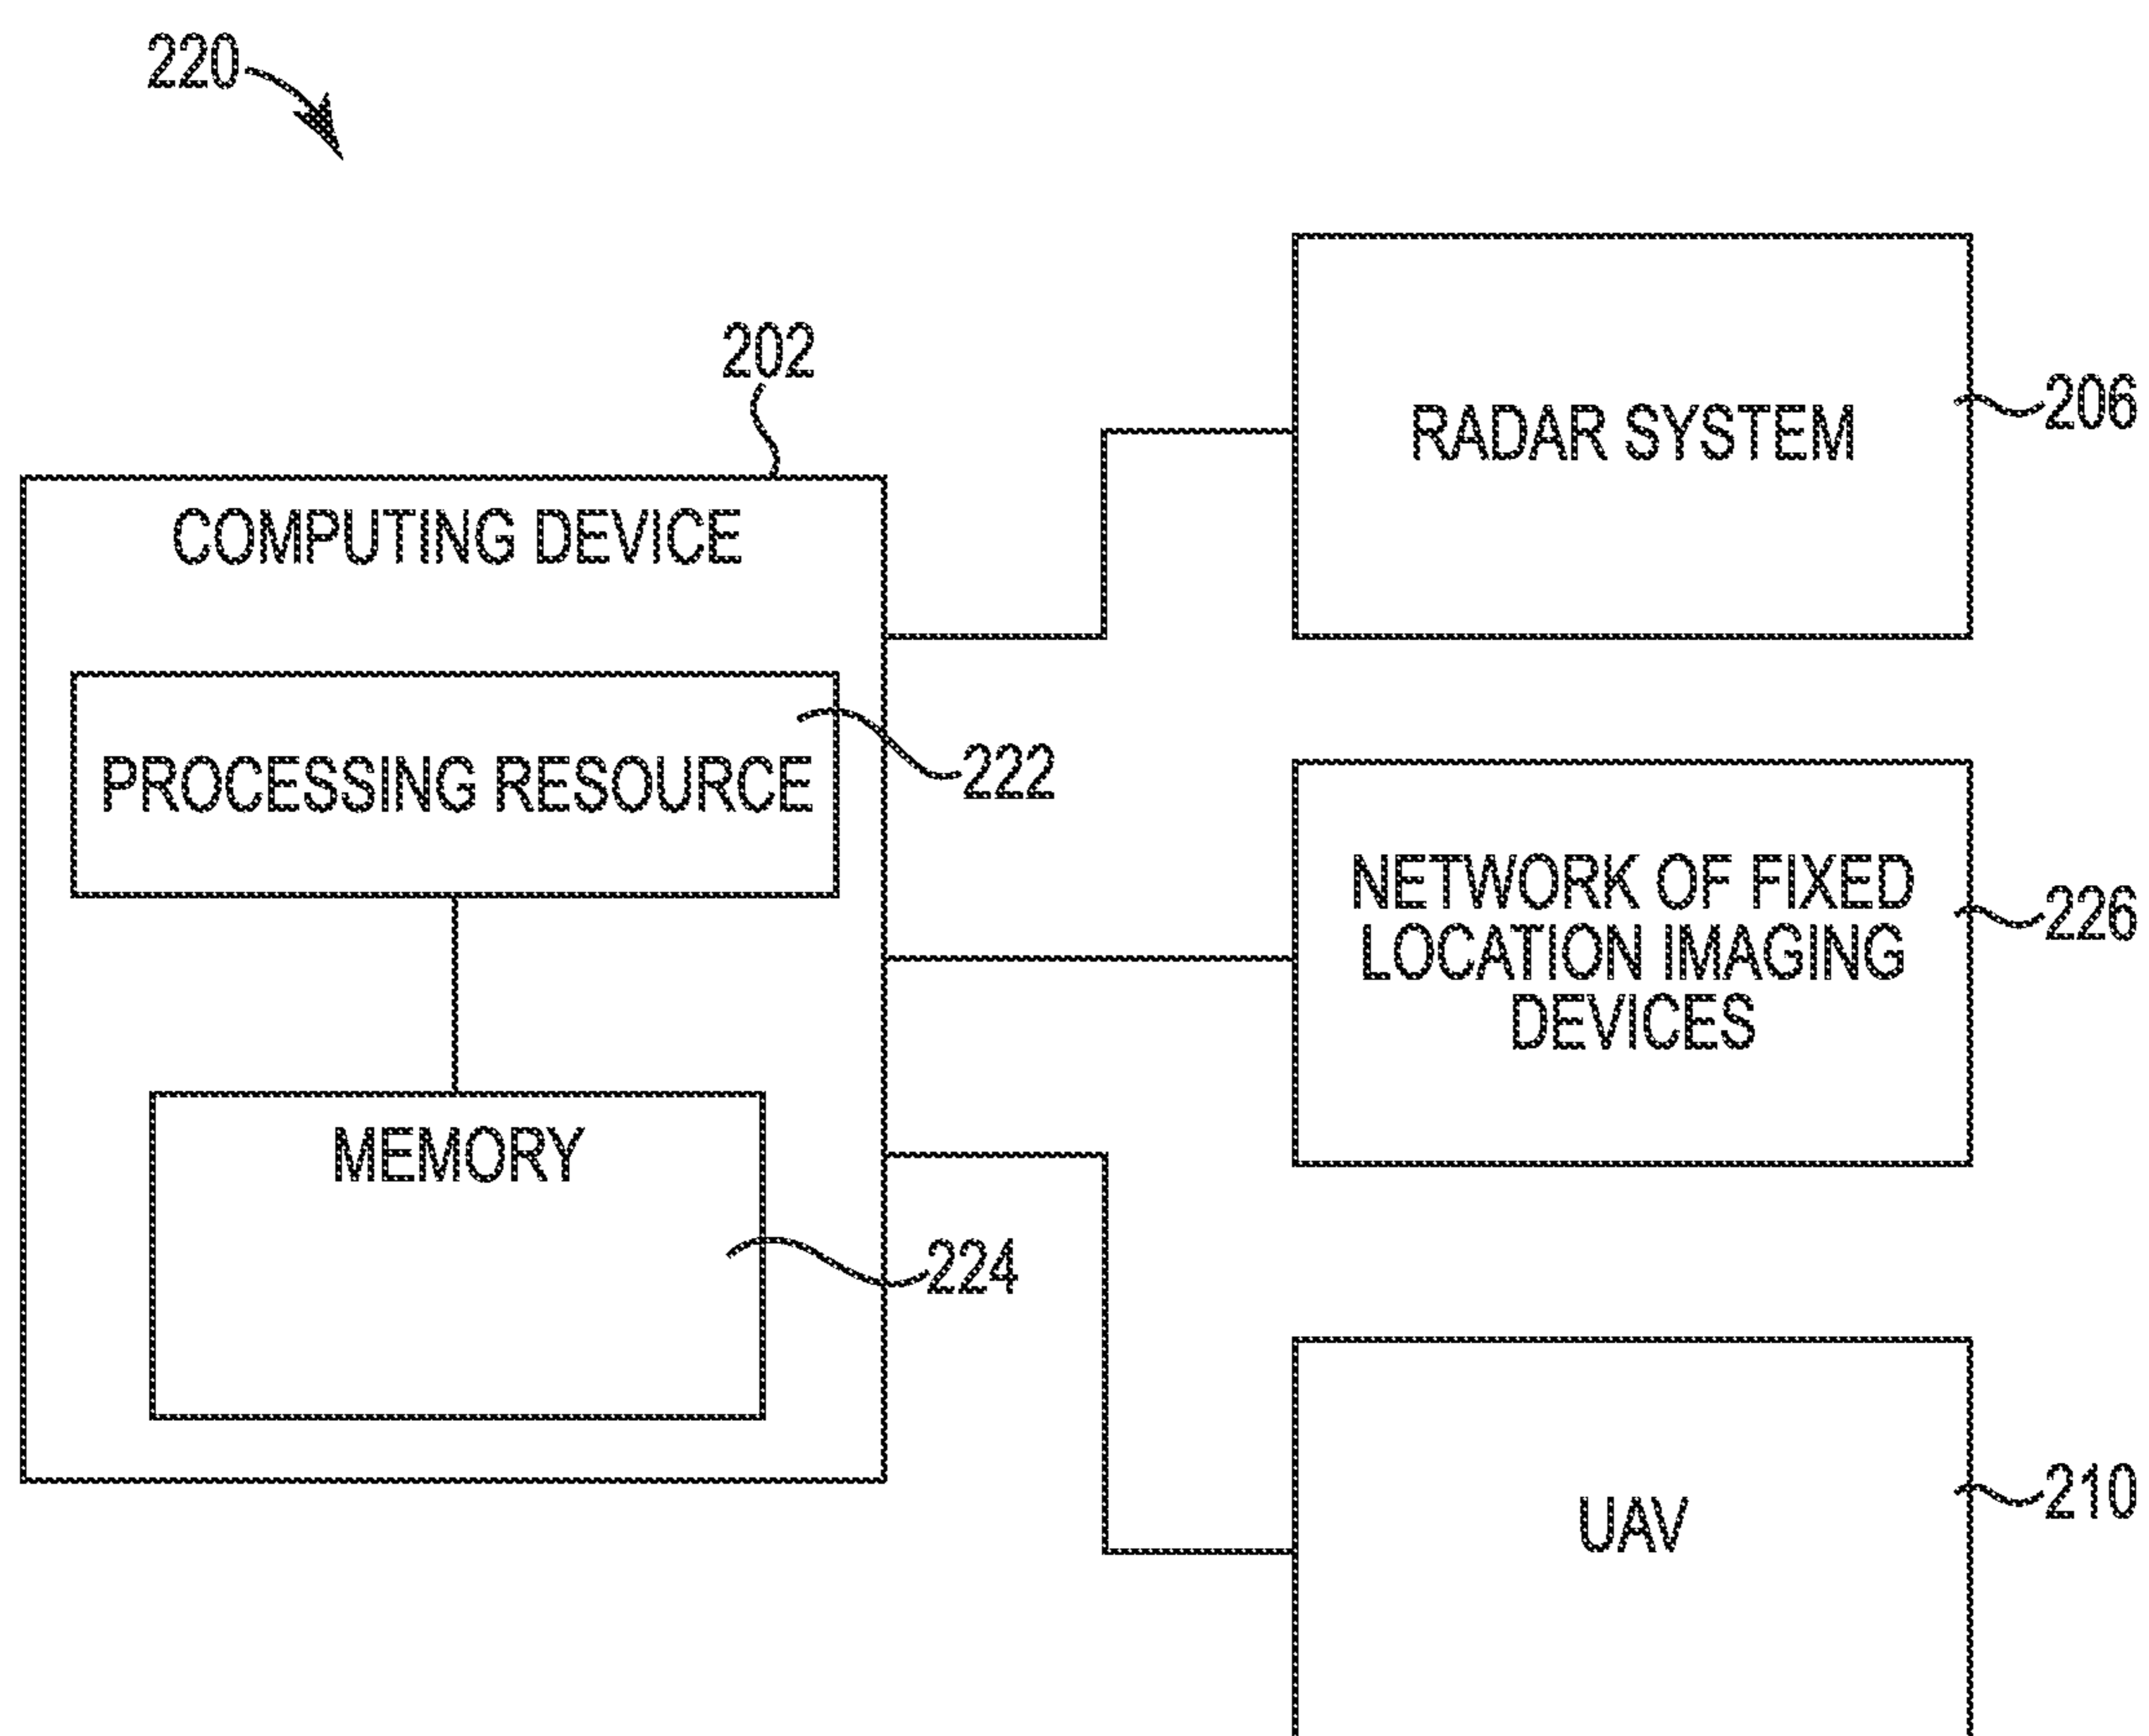 220
202
COMPUTING DEVICE
PROCESSING RESOURCE
222
MEMORY
224
RADAR SYSTEM
206
NETWORK OF FIXED
LOCATION IMAGING
DEVICES
226
UAV
210